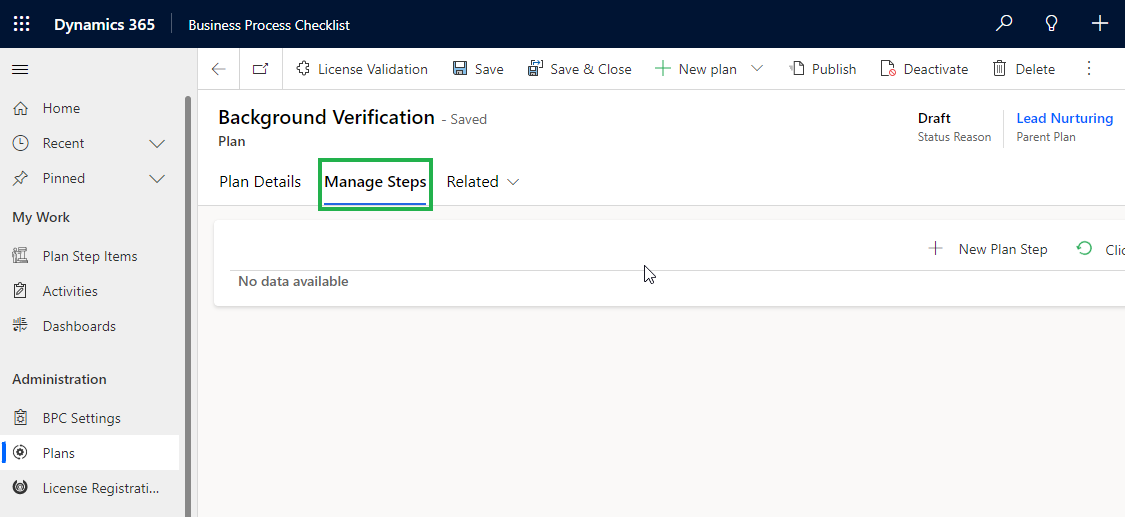 Dynamics 365 Business Process Checklist
License Validation Save Save & Close New plan Publish Deactivate Delete
Home
Recent
Pinned
My Work
Plan Step Items
Activities
Dashboards
Administration
BPC Settings
Plans
License Registrati...
Background Verification - Saved
Plan
Draft
Status Reason
Lead Nurturing
Parent Plan
Plan Details Manage Steps Related
New Plan Step Clic
No data available